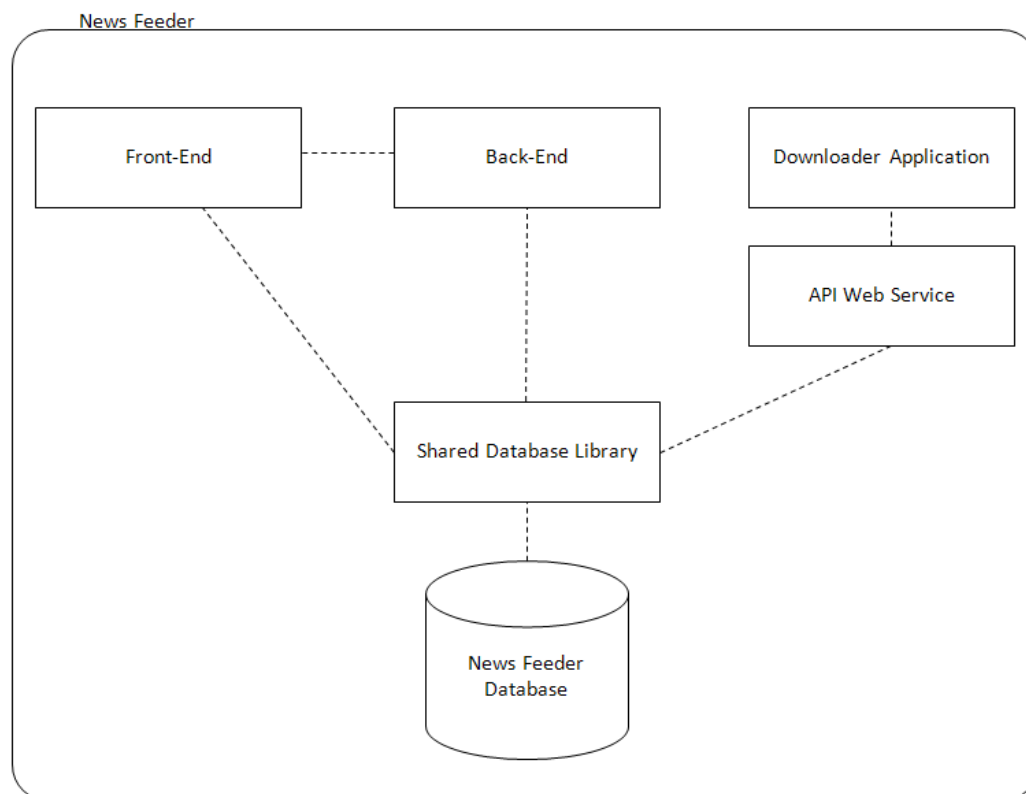 News Feeder
Front-End
Back-End
Downloader Application
API Web Service
Shared Database Library
News Feeder
Database